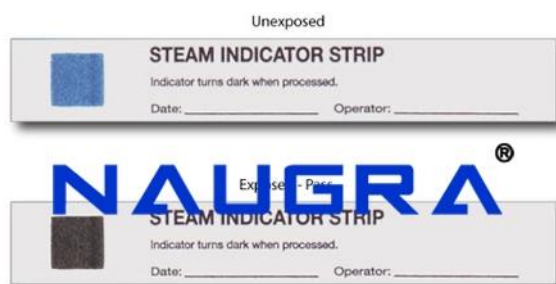 Unexposed
STEAM INDICATOR STRIP
Indicator turns dark when processed.
Date: Operator:
NAUGRA®
Exposed - Pass
STEAM INDICATOR STRIP
Indicator turns dark when processed.
Date: Operator: